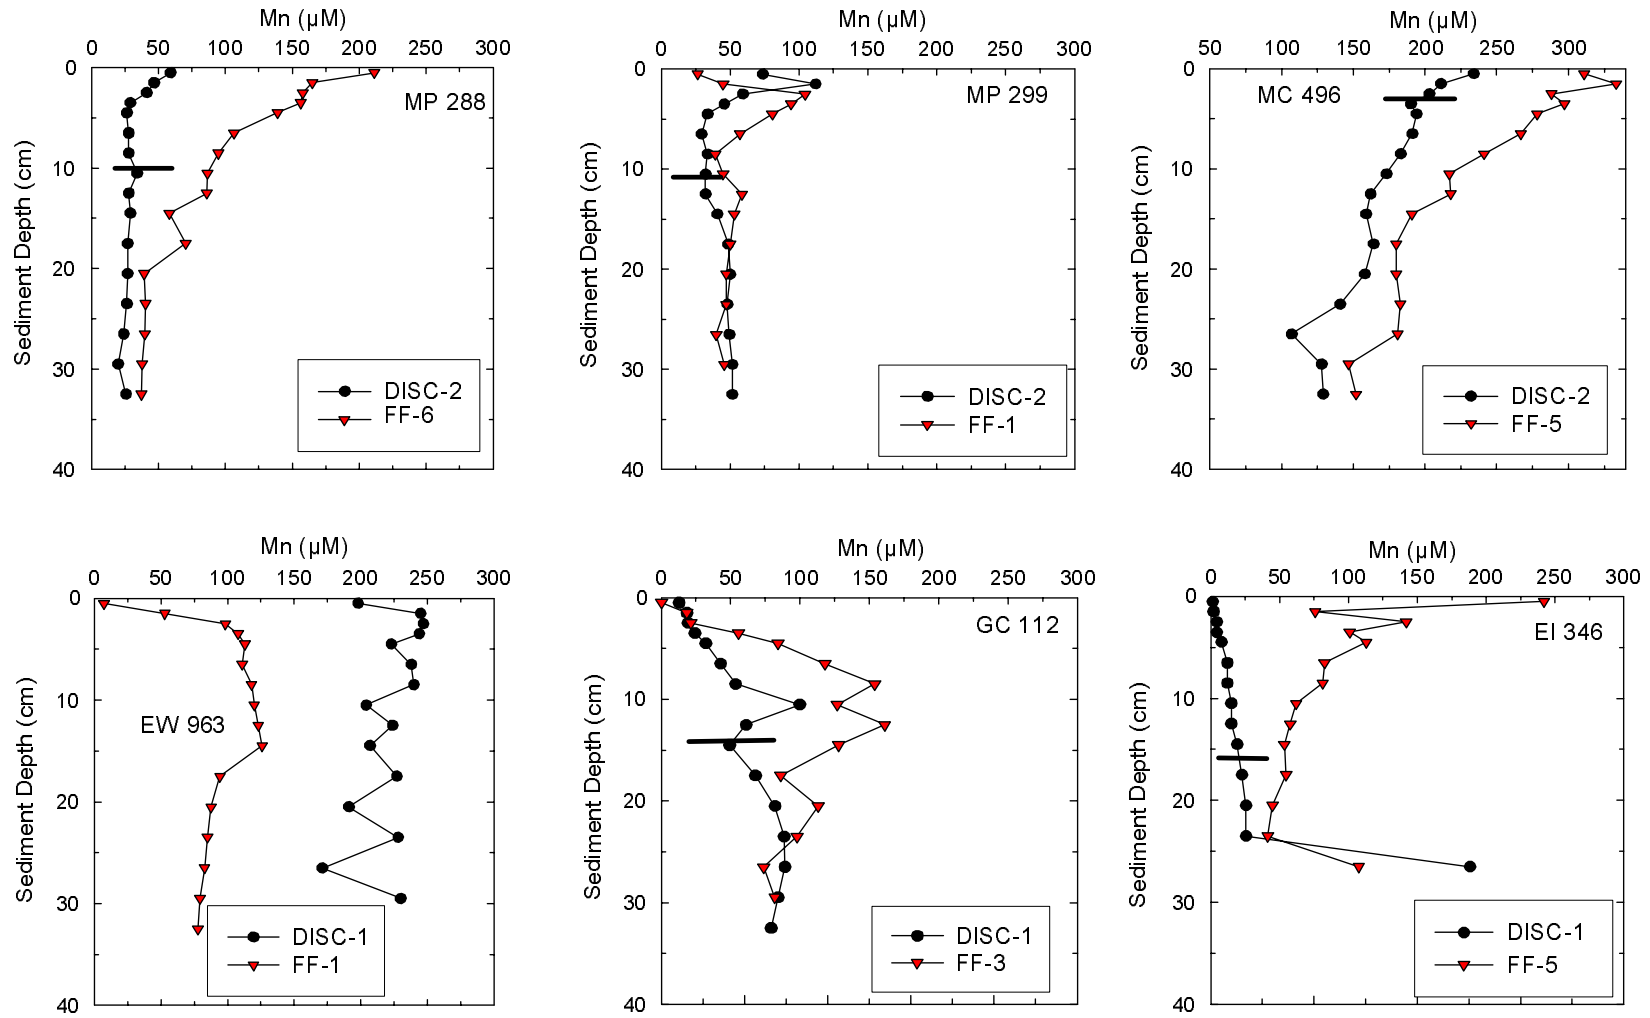 Mn (µM)
0 50 100 150 200 250 300
Sediment Depth (cm)
0
10
20
30
40
MP 288
DISC-2
FF-6
Mn (µM)
0 50 100 150 200 250 300
Sediment Depth (cm)
0
10
20
30
40
MP 299
DISC-2
FF-1
Mn (µM)
50 100 150 200 250 300
Sediment Depth (cm)
0
10
20
30
40
MC 496
DISC-2
FF-5
Mn (µM)
0 50 100 150 200 250 300
Sediment Depth (cm)
0
10
20
30
40
EW 963
DISC-1
FF-1
Mn (µM)
0 50 100 150 200 250 300
Sediment Depth (cm)
0
10
20
30
40
GC 112
DISC-1
FF-3
Mn (µM)
0 50 100 150 200 250 300
Sediment Depth (cm)
0
10
20
30
40
EI 346
DISC-1
FF-5